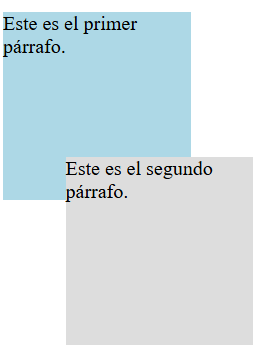 Este es el primer
párrafo.
Este es el segundo
párrafo.